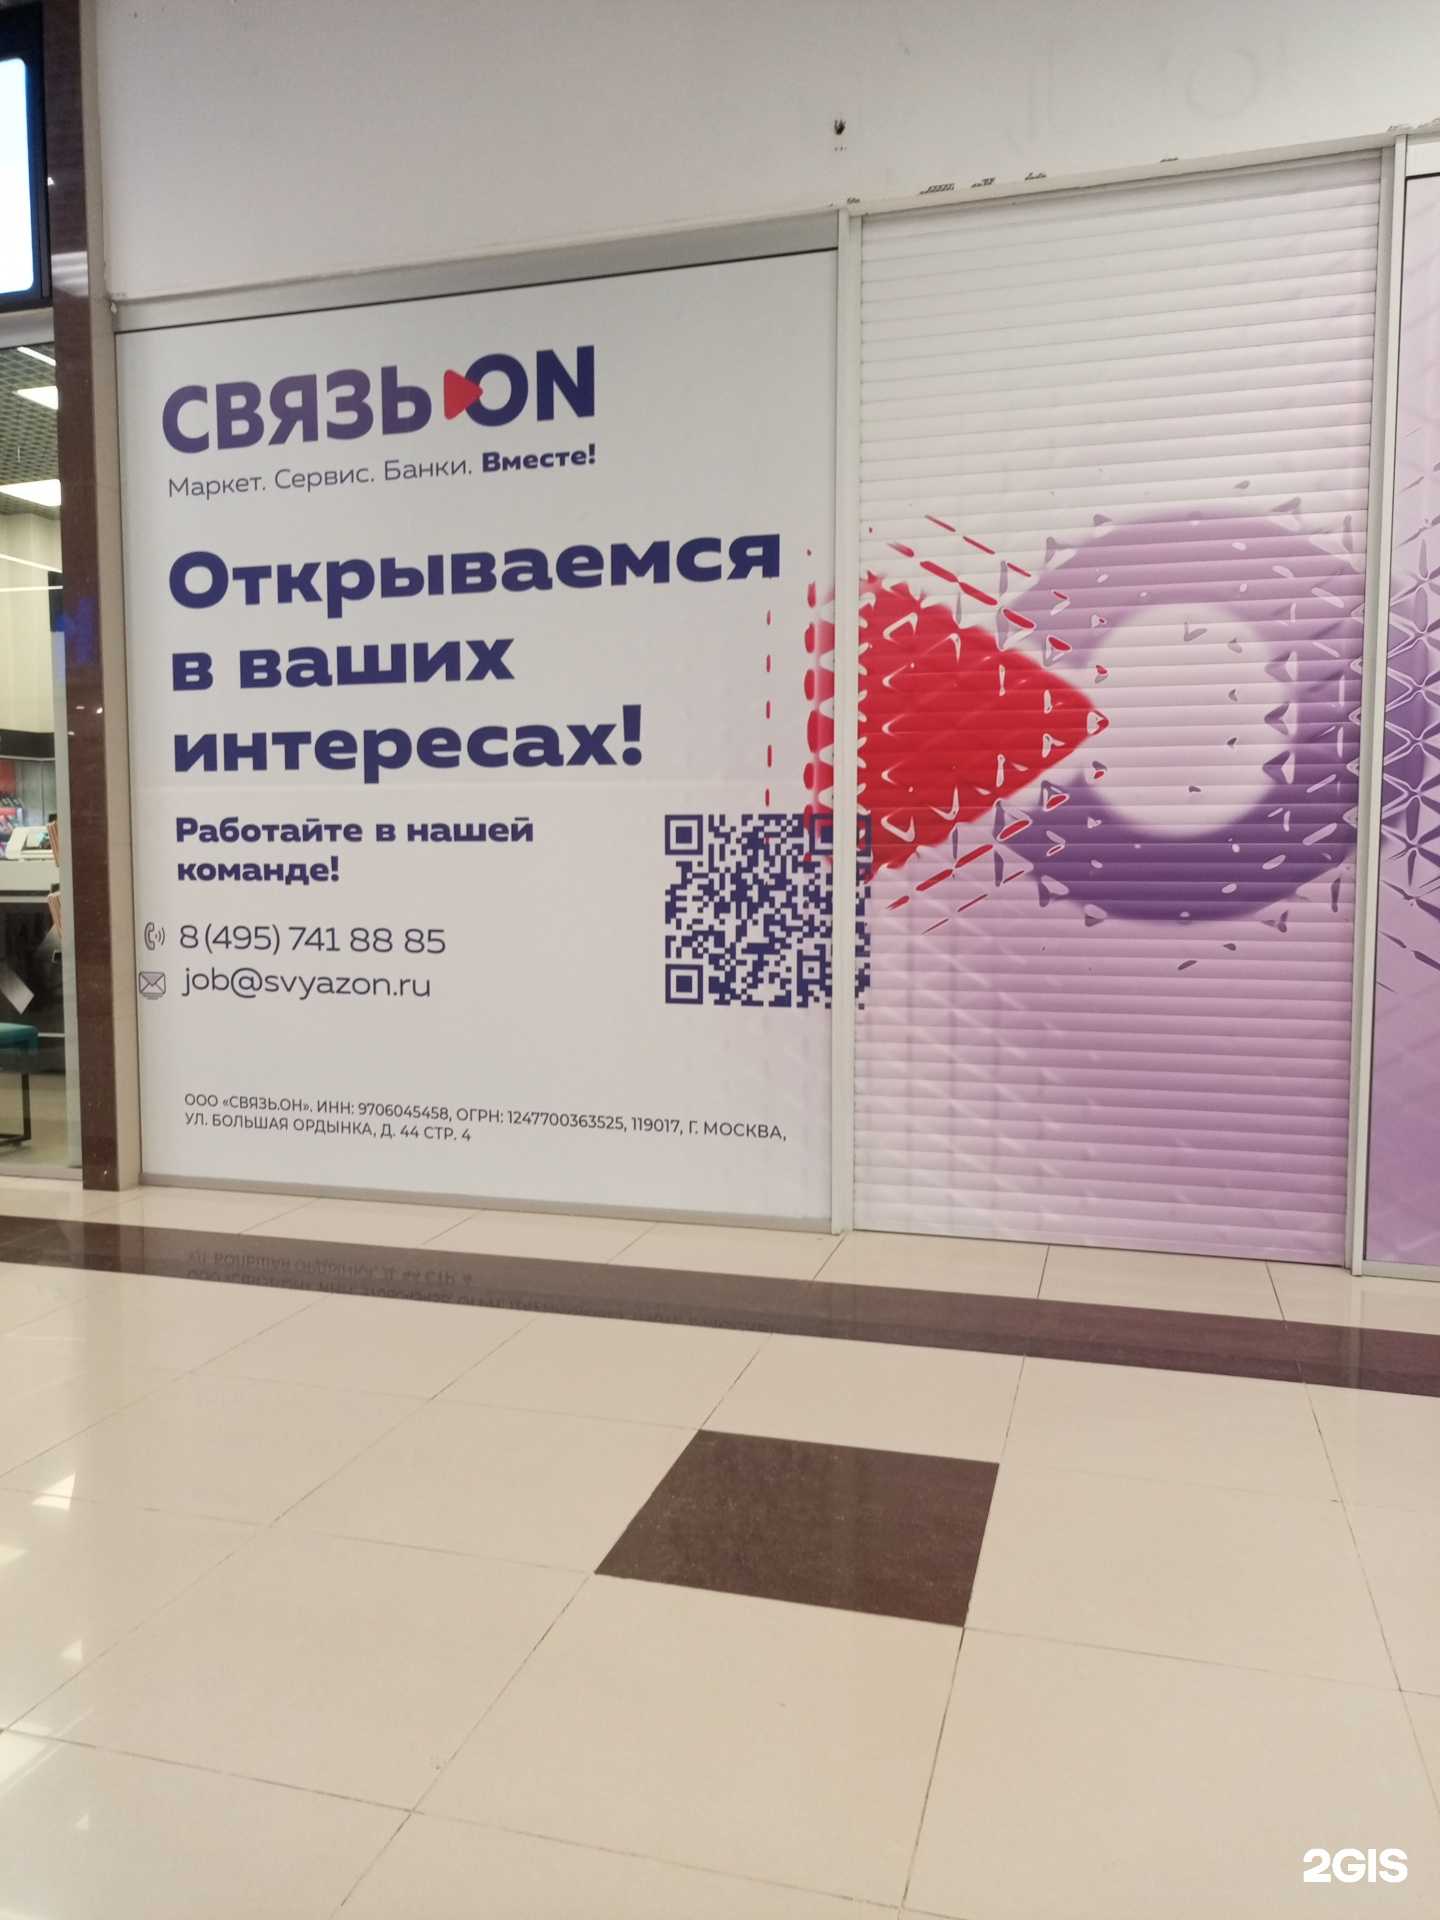 СВЯЗЬ ON
Маркет. Сервис. Банки. Вместе!
Открываемся
в ваших
интересах!
Работайте в нашей
команде!
8 (495) 741 88 85
job@svyazon.ru
ООО «СВЯЗЬ.ОН». ИНН: 9706045458, ОГРН: 1247700363525, 119017, Г. МОСКВА,
УЛ. БОЛЬШАЯ ОРДЫНКА, Д. 44 СТР. 4
2GIS